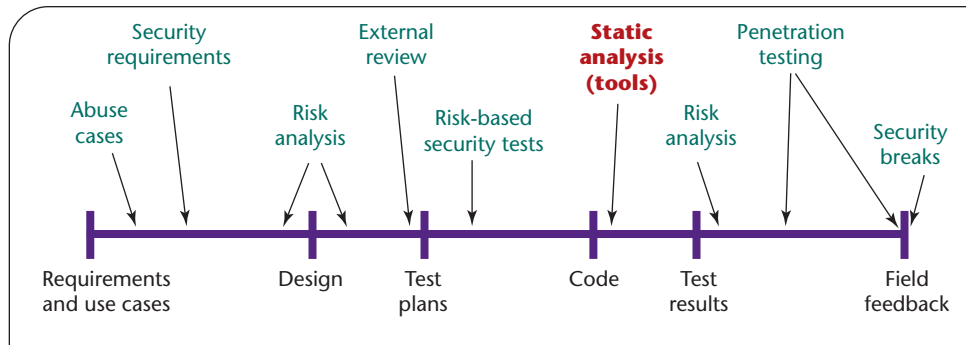 Security
requirements
External
review
Static
analysis
(tools)
Penetration
testing
Abuse
cases
Risk
analysis
Risk-based
security tests
Risk
analysis
Security
breaks
Requirements
and use cases
Design
Test
plans
Code
Test
results
Field
feedback